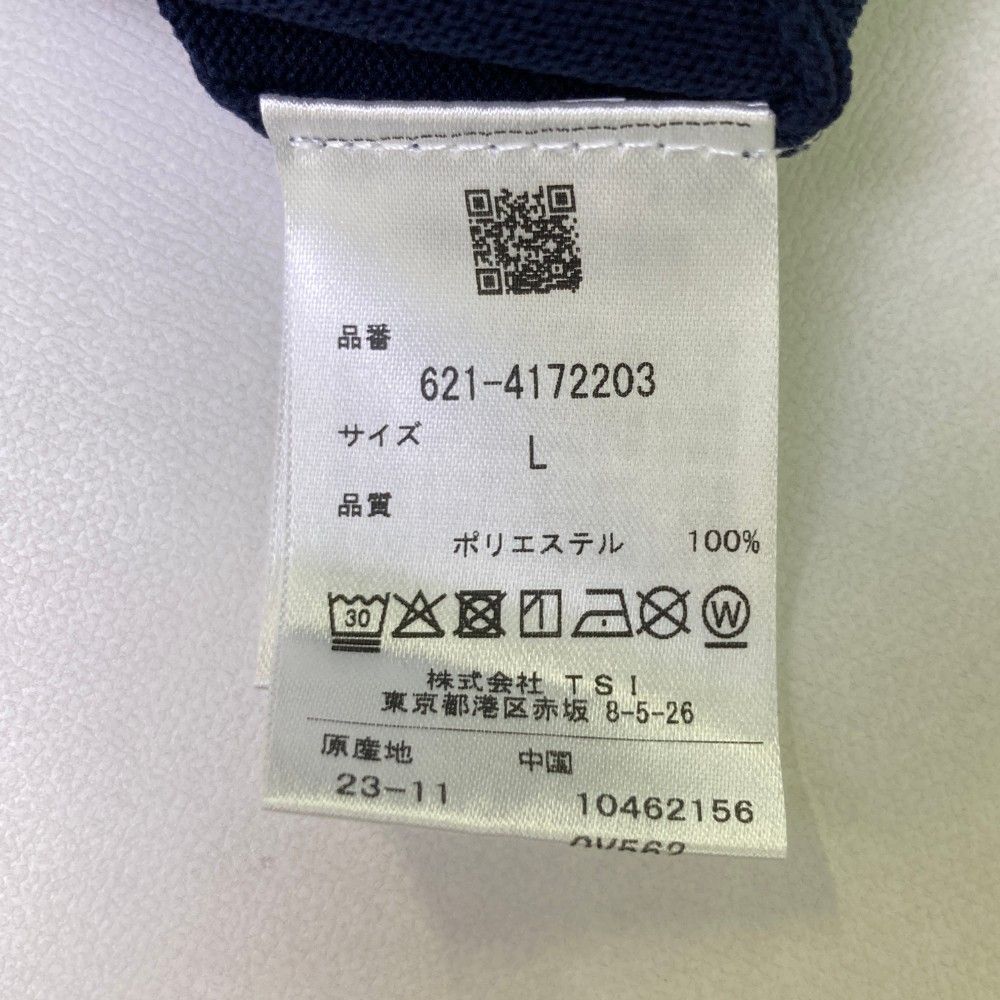 品番
621-4172203
サイズ
L
品質
ポリエステル 100%
30
W
株式会社 TSI
東京都港区赤坂 8-5-26
原産地 中国
23-11 10462156